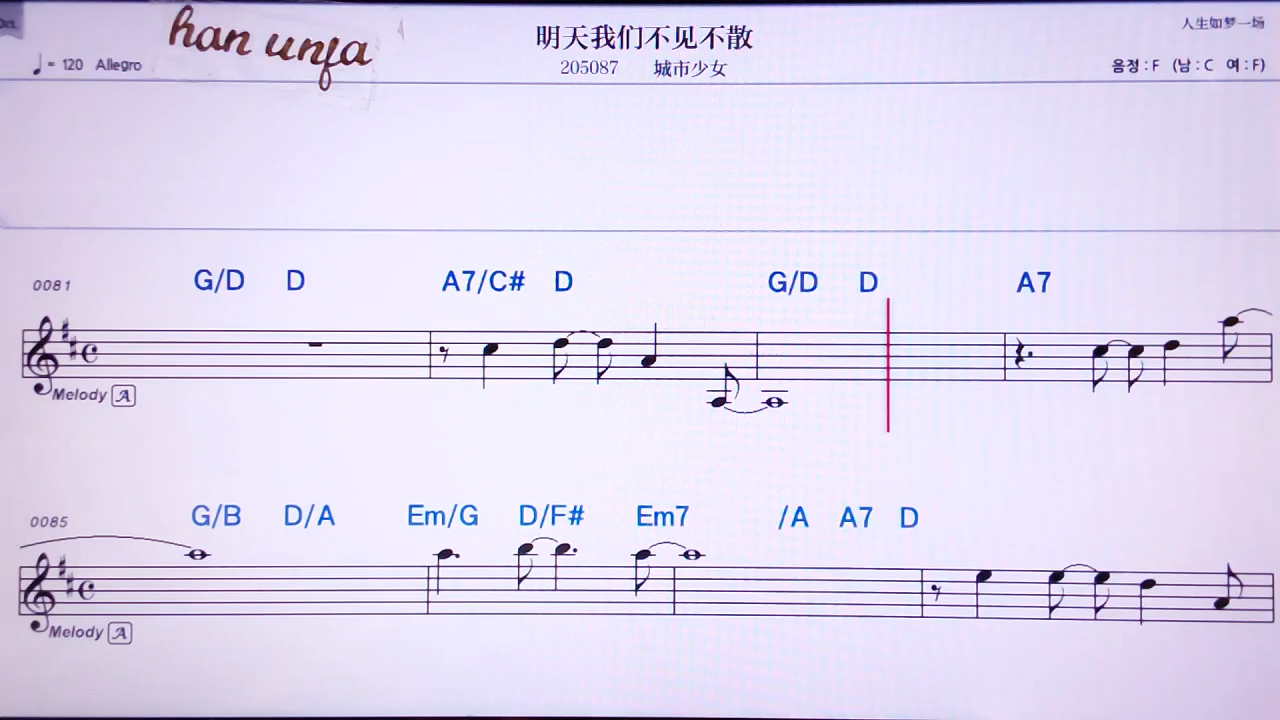 han unfa
明天我们不见不散
人生如梦一场
♩= 120 Allegro
205087 城市少女
음정 : F (남 : C 여 : F)
0081 G/D D A7/C# D G/D D A7
Melody A
0085 G/B D/A Em/G D/F# Em7 /A A7 D
Melody A